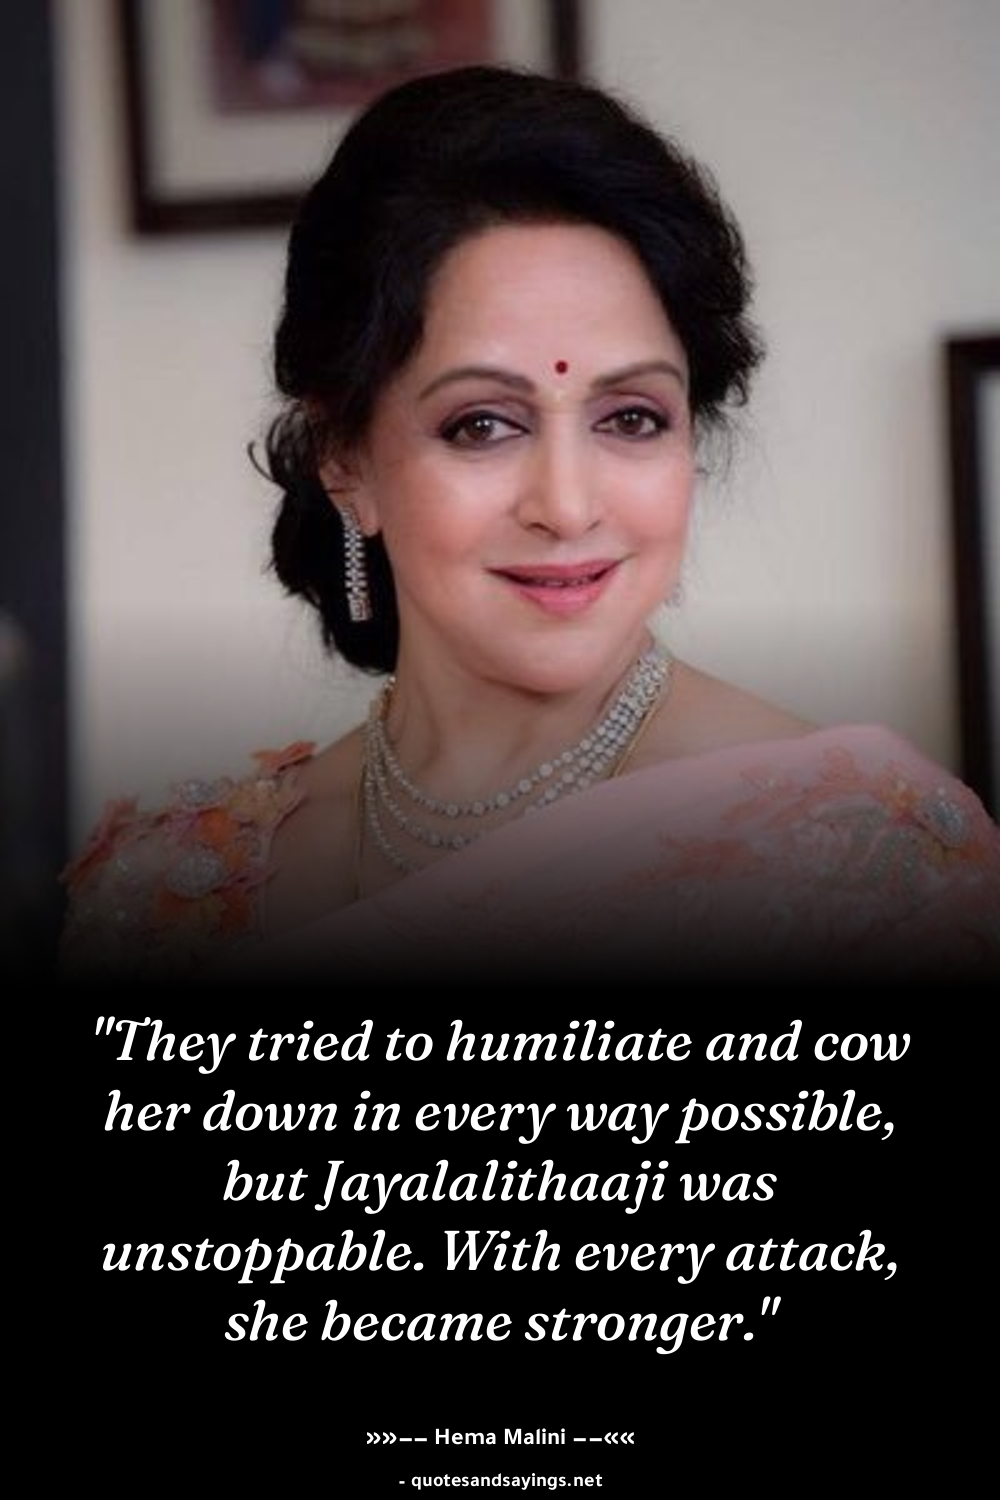 "They tried to humiliate and cow
her down in every way possible,
but Jayalalithaaji was
unstoppable. With every attack,
she became stronger."
»»−− Hema Malini −−««
- quotesandsayings.net